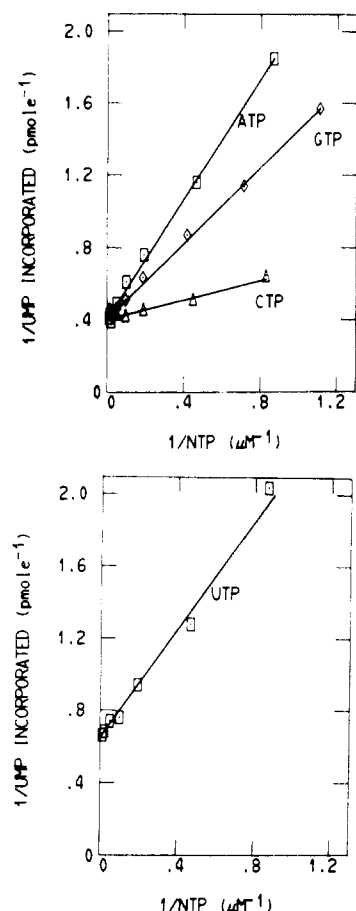 2.0
1.6
1.2
.8
.4
0
1/UMP INCORPORATED (pmole⁻¹)
ATP
GTP
CTP
0 .4 .8 1.2
1/NTP (μM⁻¹)
2.0
1.6
1.2
.8
.4
0
1/UMP INCORPORATED (pmole⁻¹)
UTP
0 .4 .8 1.2
1/NTP (μM⁻¹)